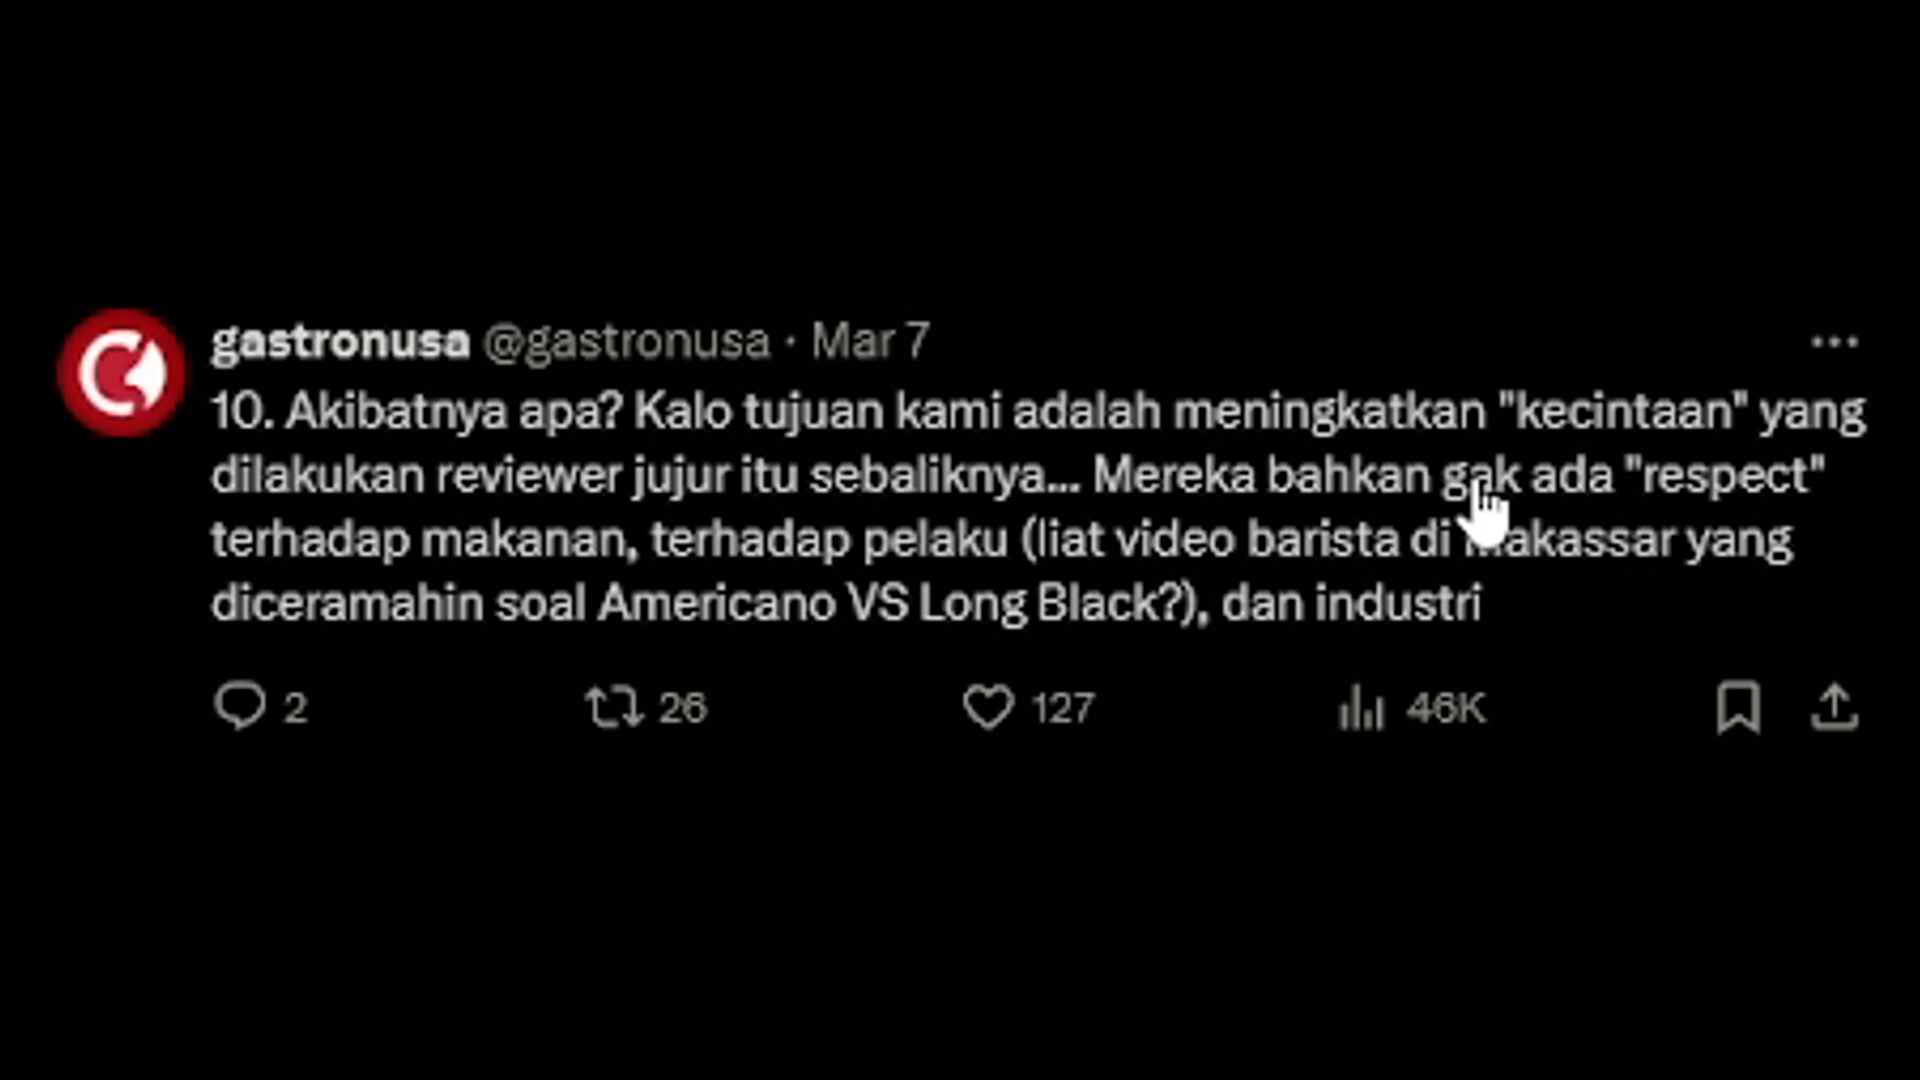 gastronusa @gastronusa · Mar 7
10. Akibatnya apa? Kalo tujuan kami adalah meningkatkan "kecintaan" yang
dilakukan reviewer jujur itu sebaliknya... Mereka bahkan gak ada "respect"
terhadap makanan, terhadap pelaku (liat video barista di Makassar yang
diceramahin soal Americano VS Long Black?), dan industri
2 26 127 46K